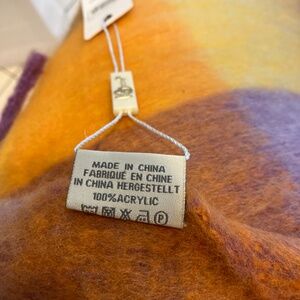 MADE IN CHINA
FABRIQUÉ EN CHINE
IN CHINA HERGESTELLT
100%ACRYLIC
P